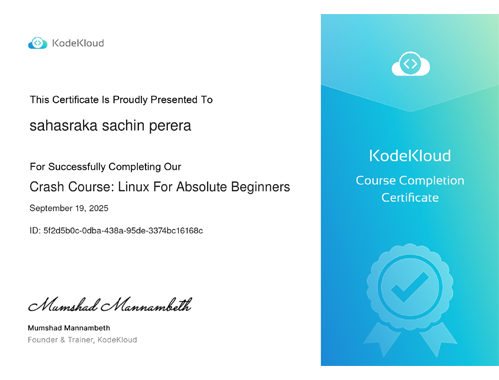 KodeKloud
This Certificate Is Proudly Presented To
sahasraka sachin perera
For Successfully Completing Our
Crash Course: Linux For Absolute Beginners
September 19, 2025
ID: 5f2d5b0c-0dba-438a-95de-3374bc16168c
Mumshad Mannambeth
Mumshad Mannambeth
Founder & Trainer, KodeKloud
KodeKloud
Course Completion
Certificate